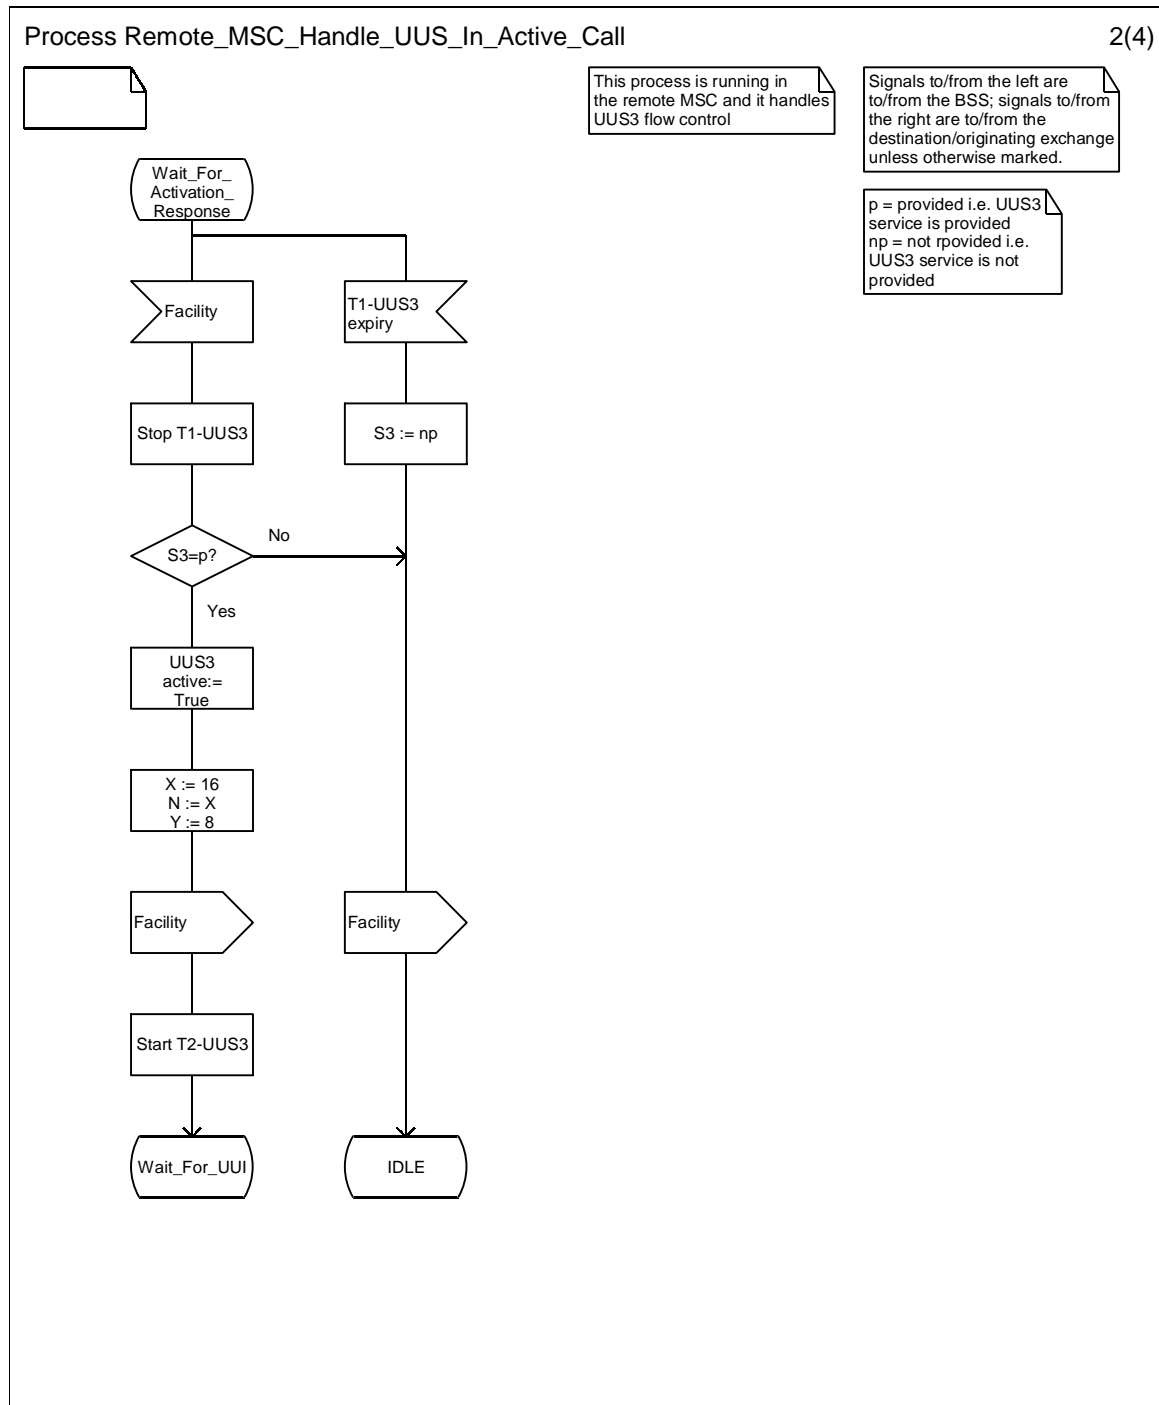 Process Remote_MSC_Handle_UUS_In_Active_Call
2(4)
This process is running in
the remote MSC and it handles
UUS3 flow control
Signals to/from the left are
to/from the BSS; signals to/from
the right are to/from the
destination/originating exchange
unless otherwise marked.
p = provided i.e. UUS3
service is provided
np = not rpovided i.e.
UUS3 service is not
provided
Wait_For_
Activation_
Response
Facility
T1-UUS3
expiry
Stop T1-UUS3
S3 := np
S3=p?
No
Yes
UUS3
active:=
True
X := 16
N := X
Y := 8
Facility
Facility
Start T2-UUS3
Wait_For_UUI
IDLE